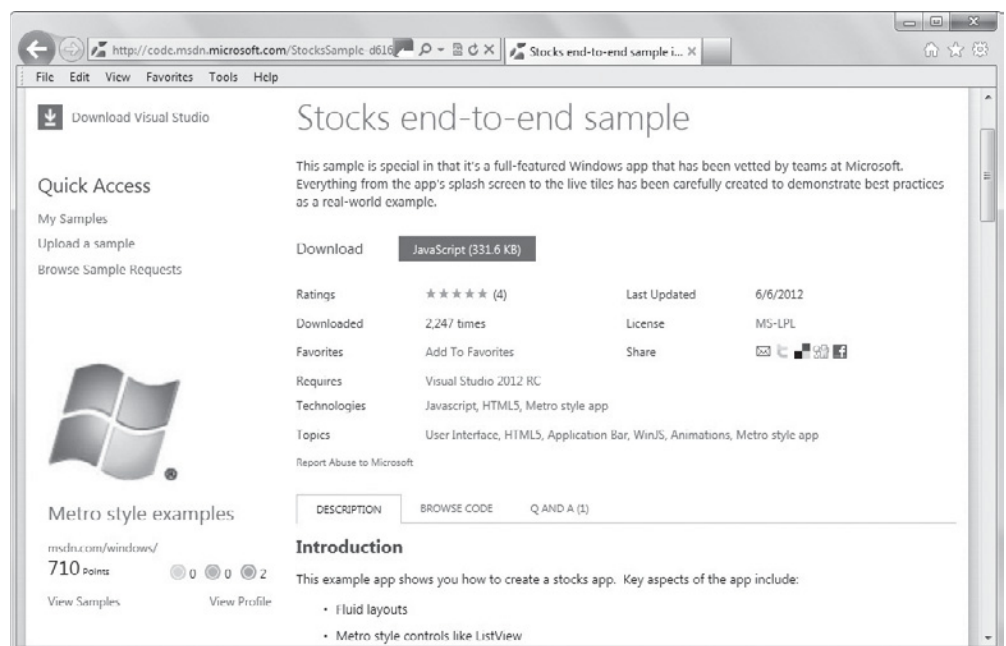 http://code.msdn.microsoft.com/StocksSample-d616
Stocks end-to-end sample i...
File Edit View Favorites Tools Help
Download Visual Studio
Quick Access
My Samples
Upload a sample
Browse Sample Requests
Metro style examples
msdn.com/windows/
710 Points 0 0 2
View Samples View Profile
Stocks end-to-end sample
This sample is special in that it's a full-featured Windows app that has been vetted by teams at Microsoft.
Everything from the app's splash screen to the live tiles has been carefully created to demonstrate best practices
as a real-world example.
Download JavaScript (331.6 KB)
Ratings ★★★★★ (4) Last Updated 6/6/2012
Downloaded 2,247 times License MS-LPL
Favorites Add To Favorites Share
Requires Visual Studio 2012 RC
Technologies Javascript, HTML5, Metro style app
Topics User Interface, HTML5, Application Bar, WinJS, Animations, Metro style app
Report Abuse to Microsoft
DESCRIPTION BROWSE CODE Q AND A (1)
Introduction
This example app shows you how to create a stocks app. Key aspects of the app include:
• Fluid layouts
• Metro style controls like ListView